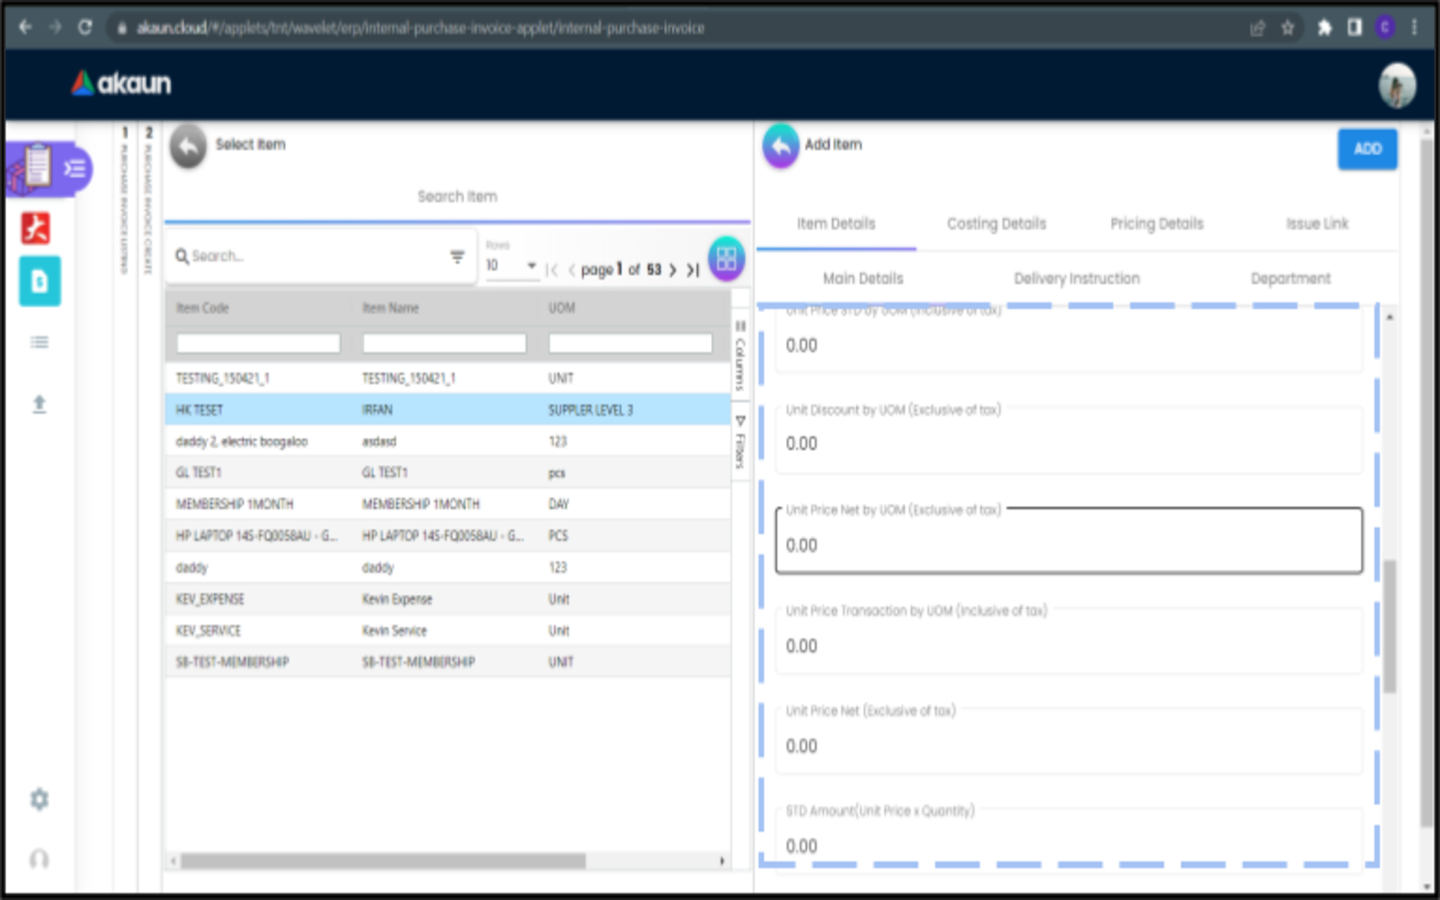 akaun.cloud/#/applets/tnt/wavelet/erp/internal-purchase-invoice-applet/internal-purchase-invoice
C
akaun
1 PURCHASE INVOICE LISTING
2 PURCHASE INVOICE CREATE
Select Item
Search Item
Search...
Rows
10
page 1 of 53
Item Code Item Name UOM
TESTING_150421_1 TESTING_150421_1 UNIT
HK TESET IRFAN SUPPLER LEVEL 3
daddy 2, electric boogaloo asdasd 123
GL TEST1 GL TEST1 pcs
MEMBERSHIP 1MONTH MEMBERSHIP 1MONTH DAY
HP LAPTOP 14S-FQ0058AU - G... HP LAPTOP 14S-FQ0058AU - G... PCS
daddy daddy 123
KEV_EXPENSE Kevin Expense Unit
KEV_SERVICE Kevin Service Unit
SB-TEST-MEMBERSHIP SB-TEST-MEMBERSHIP UNIT
Columns
Filters
Add Item
ADD
Item Details Costing Details Pricing Details Issue Link
Main Details Delivery Instruction Department
Unit Price STD by UOM (Inclusive of tax)
0.00
Unit Discount by UOM (Exclusive of tax)
0.00
Unit Price Net by UOM (Exclusive of tax)
0.00
Unit Price Transaction by UOM (Inclusive of tax)
0.00
Unit Price Net (Exclusive of tax)
0.00
STD Amount(Unit Price x Quantity)
0.00